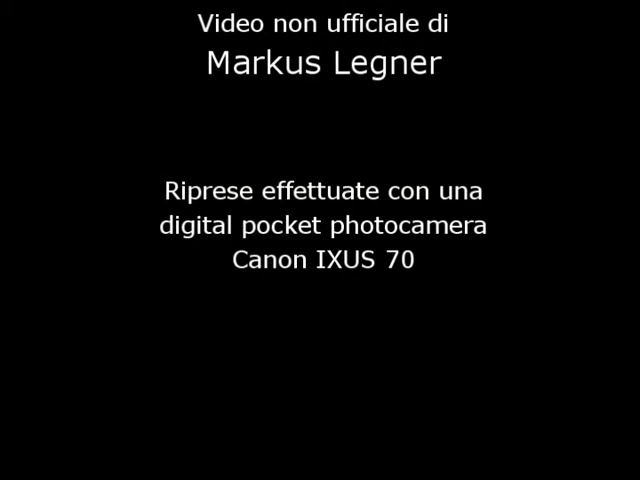 Video non ufficiale di
Markus Legner
Riprese effettuate con una
digital pocket photocamera
Canon IXUS 70